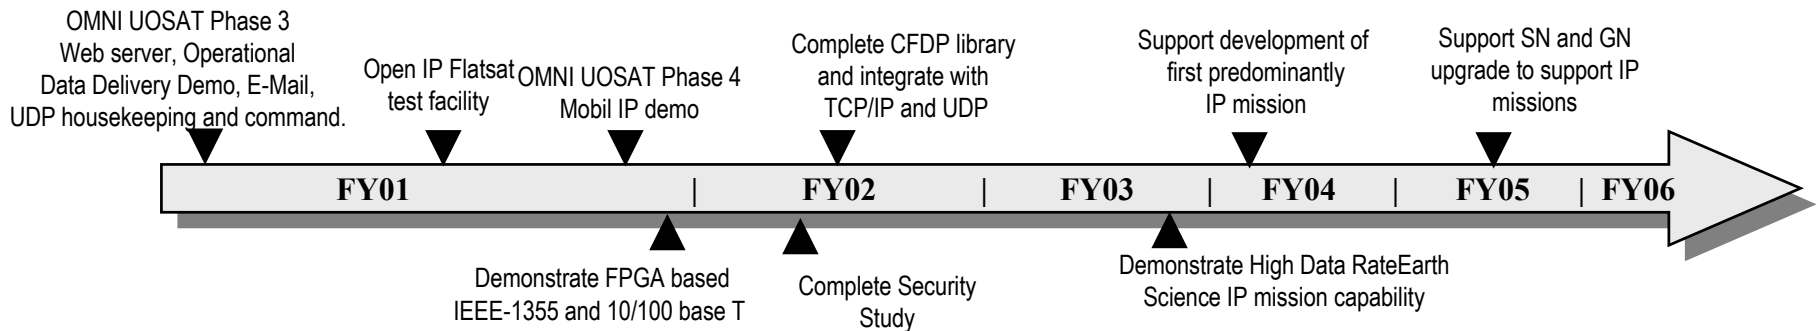 OMNI UOSAT Phase 3
Web server, Operational
Data Delivery Demo, E-Mail,
UDP housekeeping and command.
Open IP Flatsat
test facility
OMNI UOSAT Phase 4
Mobil IP demo
Complete CFDP library
and integrate with
TCP/IP and UDP
Support development of
first predominantly
IP mission
Support SN and GN
upgrade to support IP
missions
FY01 | FY02 | FY03 | FY04 | FY05 | FY06
Demonstrate FPGA based
IEEE-1355 and 10/100 base T
Complete Security
Study
Demonstrate High Data RateEarth
Science IP mission capability